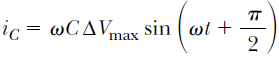 i_C = ωC ΔV_max sin (ωt + π/2)